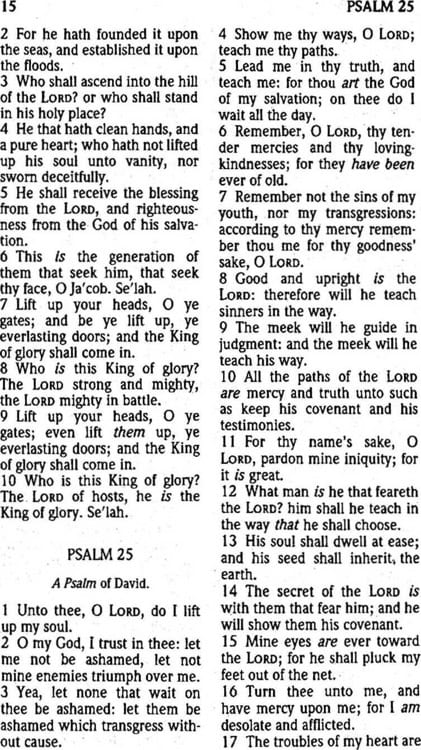 15
PSALM 25
2 For he hath founded it upon
the seas, and established it upon
the floods.
3 Who shall ascend into the hill
of the LORD? or who shall stand
in his holy place?
4 He that hath clean hands, and
a pure heart; who hath not lifted
up his soul unto vanity, nor
sworn deceitfully.
5 He shall receive the blessing
from the LORD, and righteous-
ness from the God of his salva-
tion.
6 This is the generation of
them that seek him, that seek
thy face, O Ja'cob. Se'lah.
7 Lift up your heads, O ye
gates; and be ye lift up, ye
everlasting doors; and the King
of glory shall come in.
8 Who is this King of glory?
The LORD strong and mighty,
the LORD mighty in battle.
9 Lift up your heads, O ye
gates; even lift them up, ye
everlasting doors; and the King
of glory shall come in.
10 Who is this King of glory?
The LORD of hosts, he is the
King of glory. Se'lah.
PSALM 25
A Psalm of David.
1 Unto thee, O LORD, do I lift
up my soul.
2 O my God, I trust in thee: let
me not be ashamed, let not
mine enemies triumph over me.
3 Yea, let none that wait on
thee be ashamed: let them be
ashamed which transgress with-
out cause.
4 Show me thy ways, O LORD;
teach me thy paths.
5 Lead me in thy truth, and
teach me: for thou art the God
of my salvation; on thee do I
wait all the day.
6 Remember, O LORD, thy ten-
der mercies and thy loving-
kindnesses; for they have been
ever of old.
7 Remember not the sins of my
youth, nor my transgressions:
according to thy mercy remem-
ber thou me for thy goodness'
sake, O LORD.
8 Good and upright is the
LORD: therefore will he teach
sinners in the way.
9 The meek will he guide in
judgment: and the meek will he
teach his way.
10 All the paths of the LORD
are mercy and truth unto such
as keep his covenant and his
testimonies.
11 For thy name's sake, O
LORD, pardon mine iniquity; for
it is great.
12 What man is he that feareth
the LORD? him shall he teach in
the way that he shall choose.
13 His soul shall dwell at ease;
and his seed shall inherit the
earth.
14 The secret of the LORD is
with them that fear him; and he
will show them his covenant.
15 Mine eyes are ever toward
the LORD; for he shall pluck my
feet out of the net.
16 Turn thee unto me, and
have mercy upon me; for I am
desolate and afflicted.
17 The troubles of my heart are